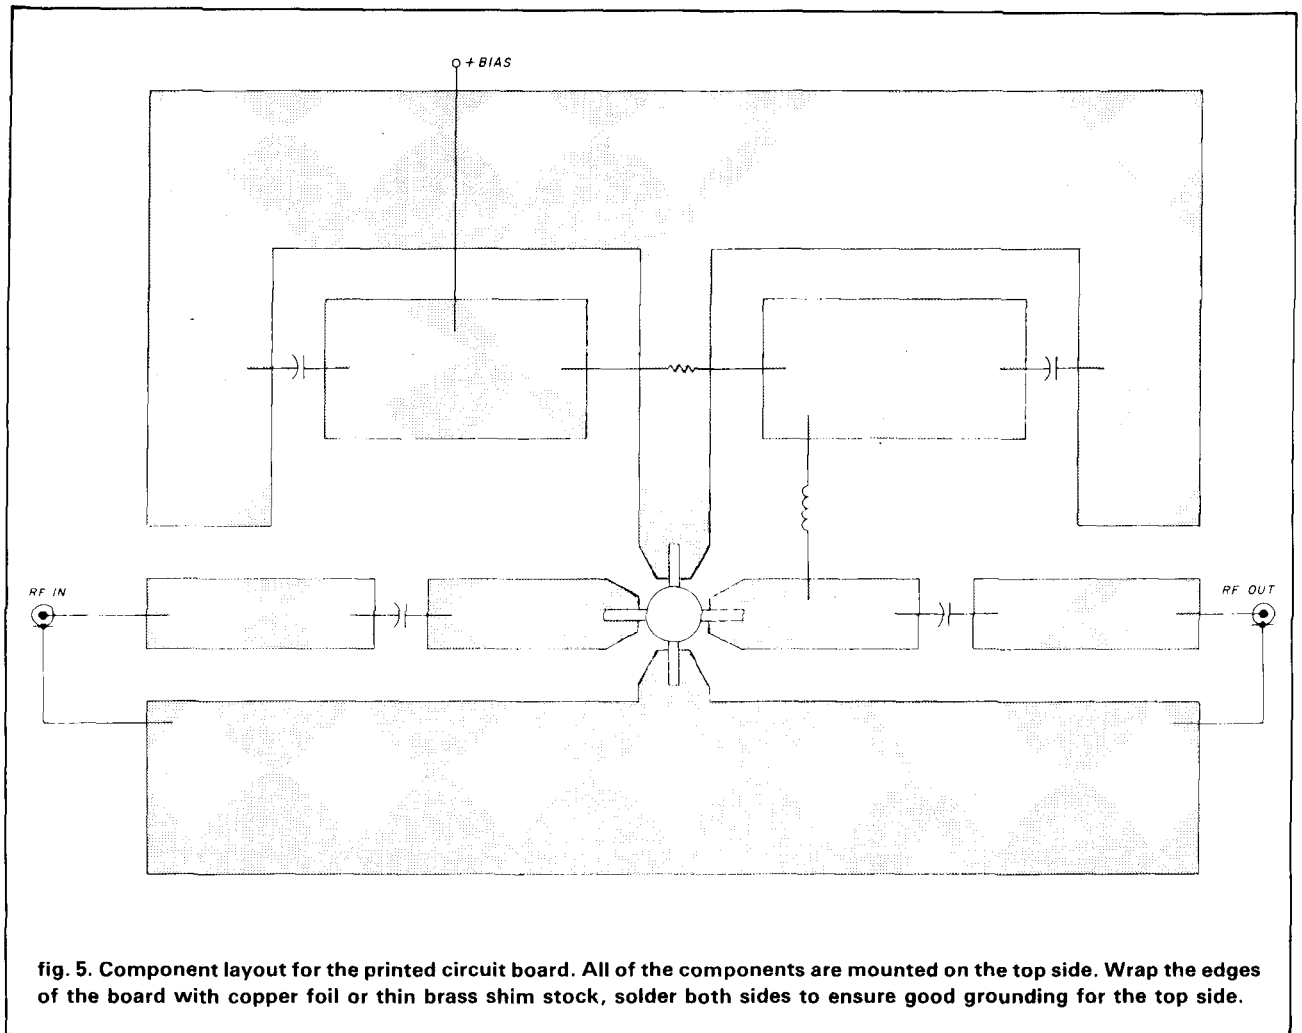 + BIAS
RF IN
RF OUT
fig. 5. Component layout for the printed circuit board. All of the components are mounted on the top side. Wrap the edges
of the board with copper foil or thin brass shim stock, solder both sides to ensure good grounding for the top side.